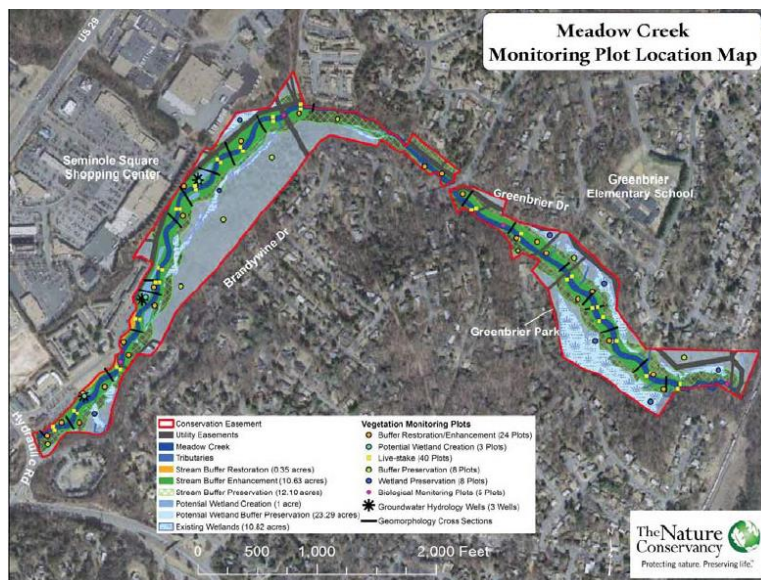 Meadow Creek
Monitoring Plot Location Map
US 29
Seminole Square
Shopping Center
Greenbrier
Elementary School
Greenbrier Dr
Brandywine Dr
Greenbrier Park
Hydraulic Rd
Conservation Easement
Utility Easements
Meadow Creek
Tributaries
Stream Buffer Restoration (0.35 acres)
Stream Buffer Enhancement (10.63 acres)
Stream Buffer Preservation (12.10 acres)
Potential Wetland Creation (1 acre)
Potential Wetland Buffer Preservation (23.29 acres)
Existing Wetlands (10.82 acres)
Vegetation Monitoring Plots
Buffer Restoration/Enhancement (24 Plots)
Potential Wetland Creation (3 Plots)
Live-stake (40 Plots)
Buffer Preservation (8 Plots)
Wetland Preservation (8 Plots)
Biological Monitoring Plots (5 Plots)
Groundwater Hydrology Wells (3 Wells)
Geomorphology Cross Sections
0 500 1,000 2,000 Feet
The Nature
Conservancy
Protecting nature. Preserving life.